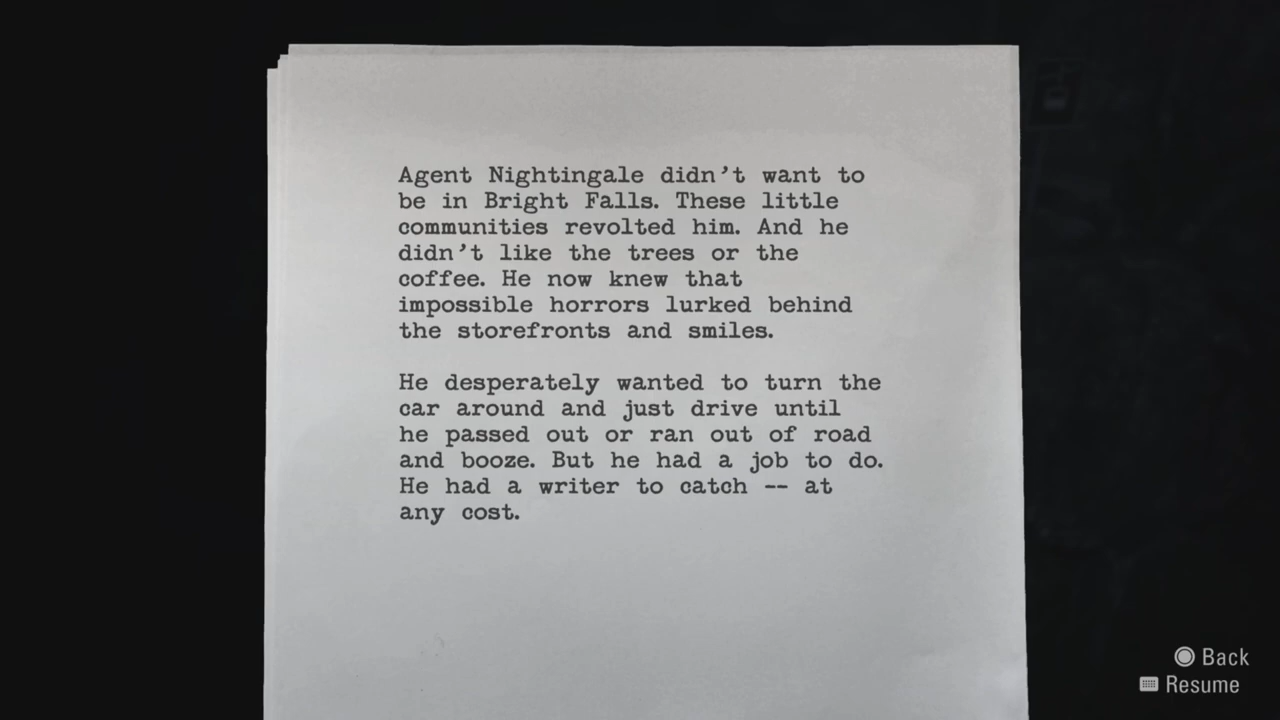 Agent Nightingale didn’t want to
be in Bright Falls. These little
communities revolted him. And he
didn’t like the trees or the
coffee. He now knew that
impossible horrors lurked behind
the storefronts and smiles.
He desperately wanted to turn the
car around and just drive until
he passed out or ran out of road
and booze. But he had a job to do.
He had a writer to catch -- at
any cost.
Back
Resume